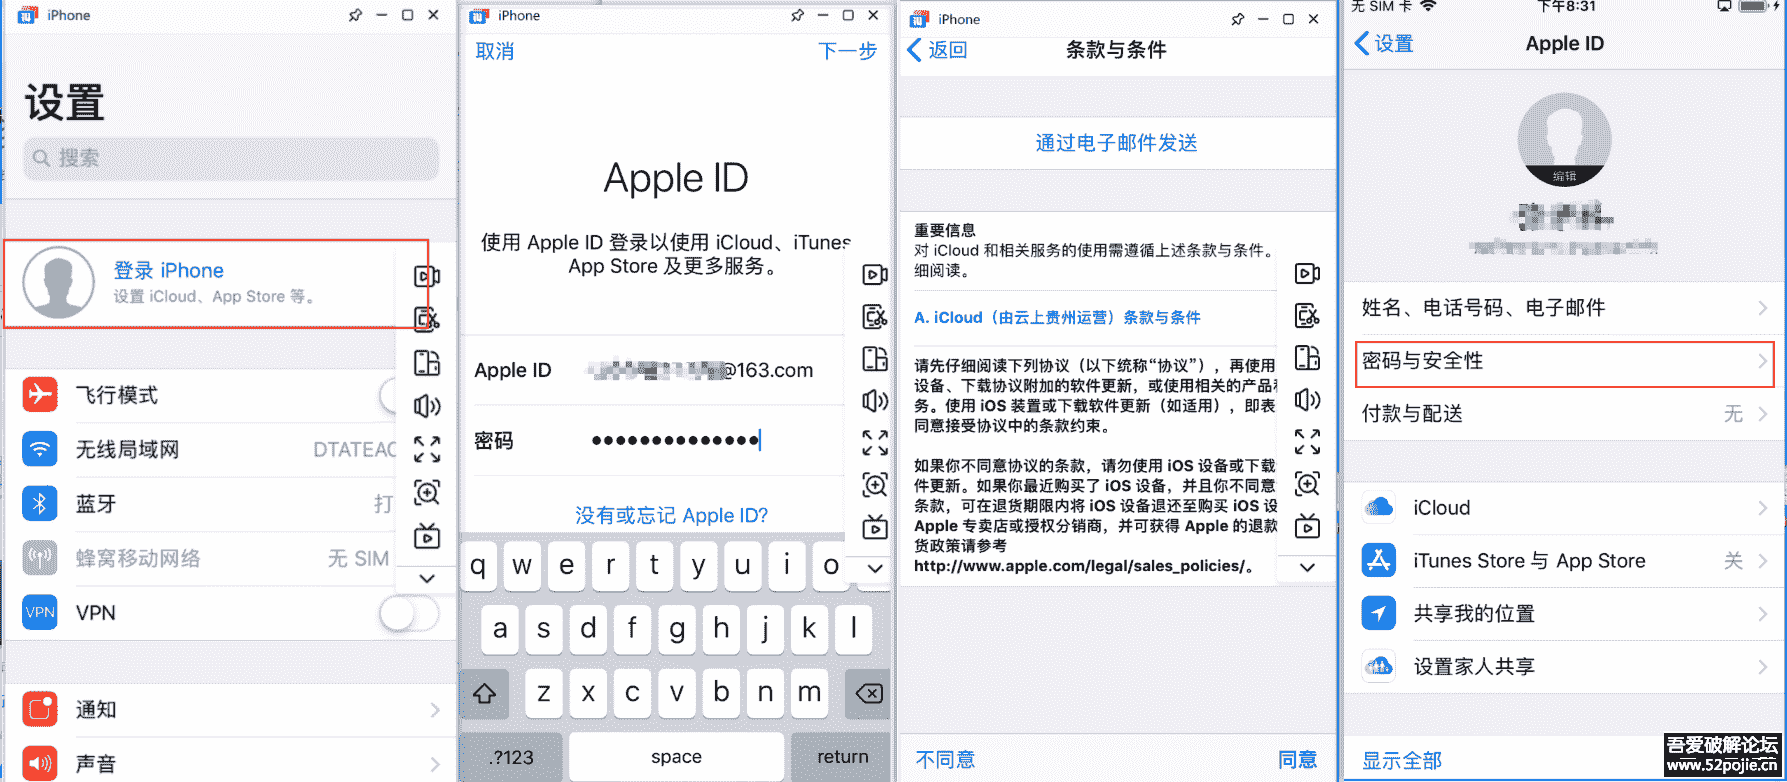 iPhone
设置
搜索
登录 iPhone
设置 iCloud、App Store 等。
飞行模式
无线局域网 DTATEAC
蓝牙 打
蜂窝移动网络 无 SIM
VPN VPN
通知
声音
iPhone
取消 下一步
Apple ID
使用 Apple ID 登录以使用 iCloud、iTunes
App Store 及更多服务。
Apple ID @163.com
密码
没有或忘记 Apple ID?
q w e r t y u i o
a s d f g h j k l
z x c v b n m
.?123 space return
iPhone
返回 条款与条件
通过电子邮件发送
重要信息
对 iCloud 和相关服务的使用需遵循上述条款与条件。
细阅读。
A. iCloud（由云上贵州运营）条款与条件
请先仔细阅读下列协议（以下统称“协议”），再使用
设备、下载协议附加的软件更新，或使用相关的产品和
务。使用 iOS 装置或下载软件更新（如适用），即表
同意接受协议中的条款约束。
如果你不同意协议的条款，请勿使用 iOS 设备或下载
件更新。如果你最近购买了 iOS 设备，并且你不同意
条款，可在退货期限内将 iOS 设备退还至购买 iOS 设
Apple 专卖店或授权分销商，并可获得 Apple 的退款
货政策请参考
http://www.apple.com/legal/sales_policies/。
不同意 同意
无 SIM 卡 下午8:31
设置 Apple ID
编辑
姓名、电话号码、电子邮件
密码与安全性
付款与配送 无
iCloud
iTunes Store 与 App Store 关
共享我的位置
设置家人共享
显示全部
吾爱破解论坛
www.52pojie.cn